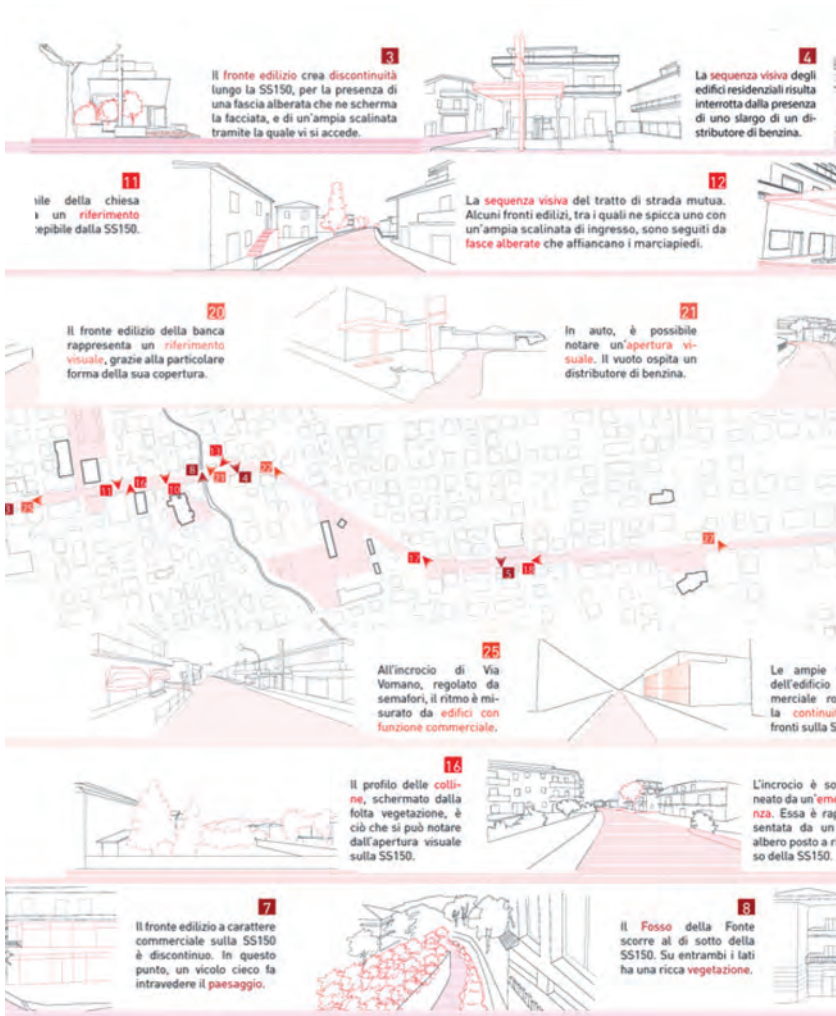 3
Il fronte edilizio crea discontinuità
lungo la SS150, per la presenza di
una fascia alberata che ne scherma
la facciata, e di un'ampia scalinata
tramite la quale vi si accede.
4
La sequenza visiva degli
edifici residenziali risulta
interrotta dalla presenza
di uno slargo di un di-
stributore di benzina.
11
della chiesa
un riferimento
dalla SS150.
12
La sequenza visiva del tratto di strada mutua.
Alcuni fronti edilizi, tra i quali ne spicca uno con
un'ampia scalinata di ingresso, sono seguiti da
fasce alberate che affiancano i marciapiedi.
20
Il fronte edilizio della banca
rappresenta un riferimento
visuale, grazie alla particolare
forma della sua copertura.
21
In auto, è possibile
notare un'apertura vi-
suale. Il vuoto ospita un
distributore di benzina.
13
8
22
11
16
4
17
5
18
27
25
All'incrocio di Via
Vomano, regolato da
semafori, il ritmo è mi-
surato da edifici con
funzione commerciale.
Le ampie
dell'edificio
la
fronti sulla
16
Il profilo delle colli-
ne, schermato dalla
folta vegetazione, è
ciò che si può notare
dall'apertura visuale
sulla SS150.
L'incrocio è
neato da
nza. Essa è
sentata da un
albero posto a
so della SS150.
7
Il fronte edilizio a carattere
commerciale sulla SS150
è discontinuo. In questo
punto, un vicolo cieco fa
intravedere il paesaggio.
8
Il Fosso della Fonte
scorre al di sotto della
SS150. Su entrambi i lati
ha una ricca vegetazione.